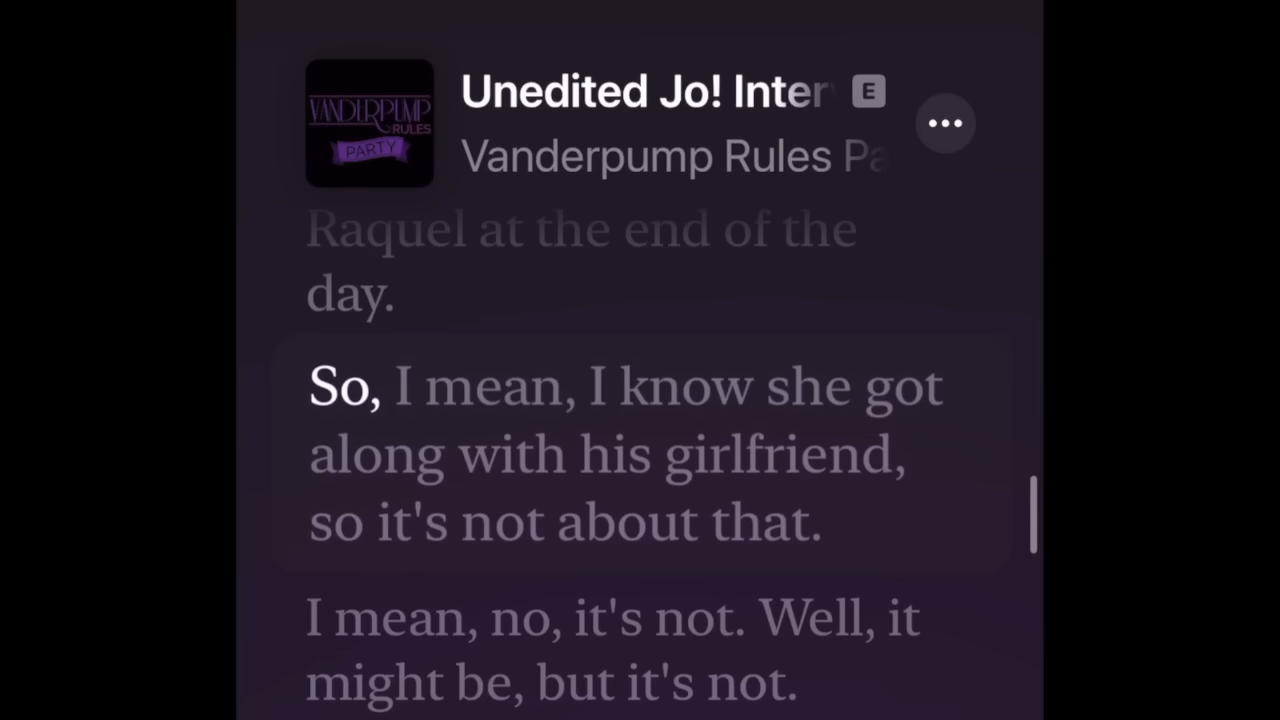 VANDERPUMP
RULES
PARTY
Unedited Jo! Inter
E
Vanderpump Rules Pa
Raquel at the end of the
day.
So, I mean, I know she got
along with his girlfriend,
so it's not about that.
I mean, no, it's not. Well, it
might be, but it's not.